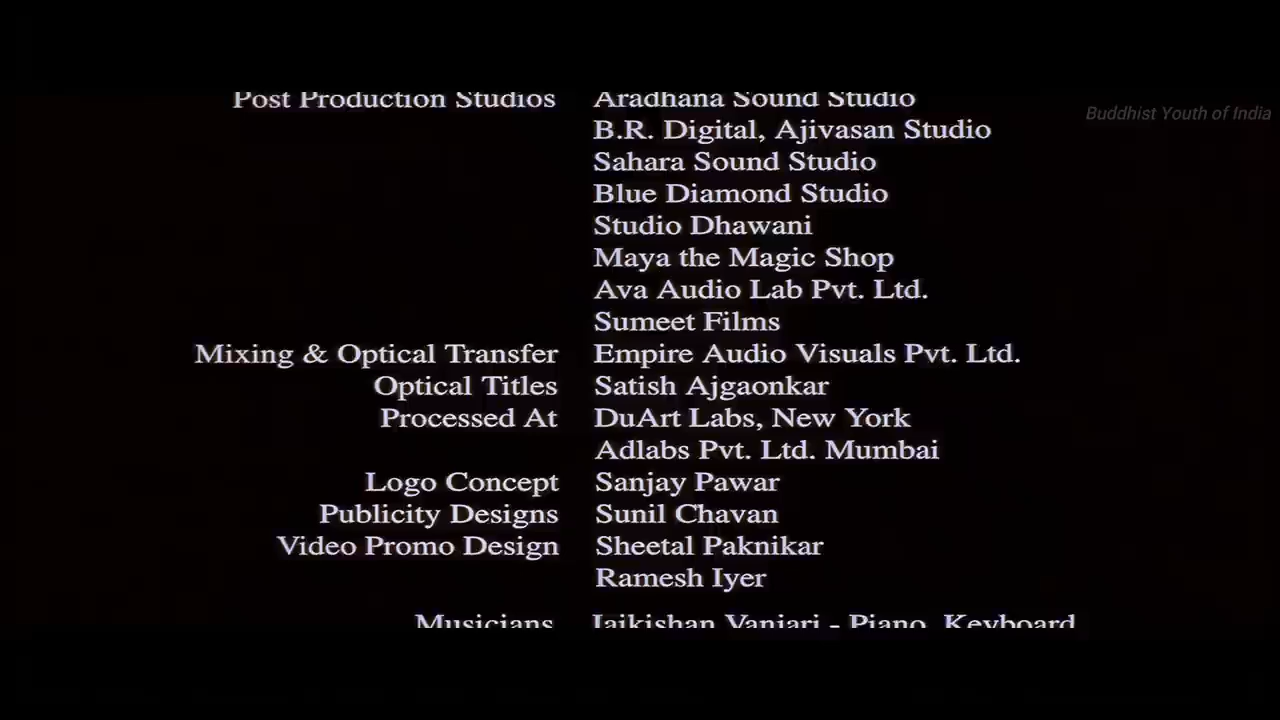 Post Production Studios Aradhana Sound Studio
Buddhist Youth of India
B.R. Digital, Ajivasan Studio
Sahara Sound Studio
Blue Diamond Studio
Studio Dhawani
Maya the Magic Shop
Ava Audio Lab Pvt. Ltd.
Sumeet Films
Mixing & Optical Transfer Empire Audio Visuals Pvt. Ltd.
Optical Titles Satish Ajgaonkar
Processed At DuArt Labs, New York
Adlabs Pvt. Ltd. Mumbai
Logo Concept Sanjay Pawar
Publicity Designs Sunil Chavan
Video Promo Design Sheetal Paknikar
Ramesh Iyer
Musicians Jaikishan Vanjari - Piano, Keyboard